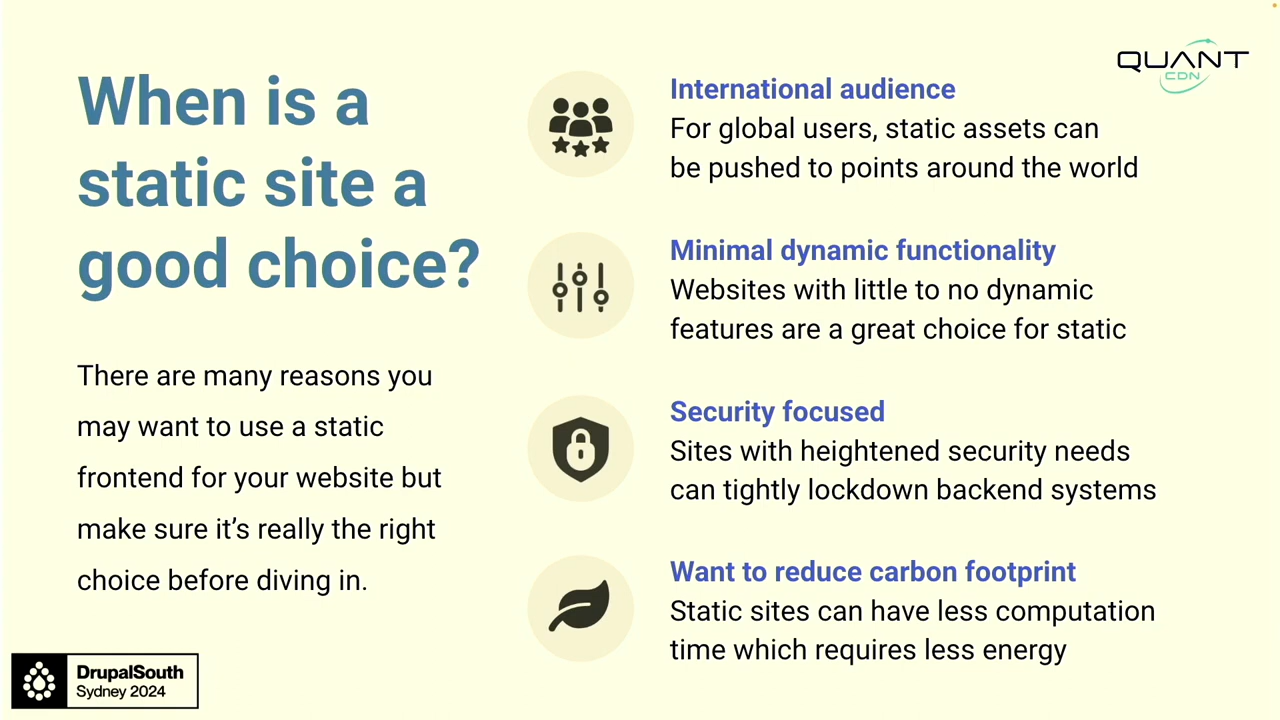 When is a
static site a
good choice?
There are many reasons you
may want to use a static
frontend for your website but
make sure it’s really the right
choice before diving in.
QUANT
CDN
International audience
For global users, static assets can
be pushed to points around the world
Minimal dynamic functionality
Websites with little to no dynamic
features are a great choice for static
Security focused
Sites with heightened security needs
can tightly lockdown backend systems
Want to reduce carbon footprint
Static sites can have less computation
time which requires less energy
DrupalSouth
Sydney 2024